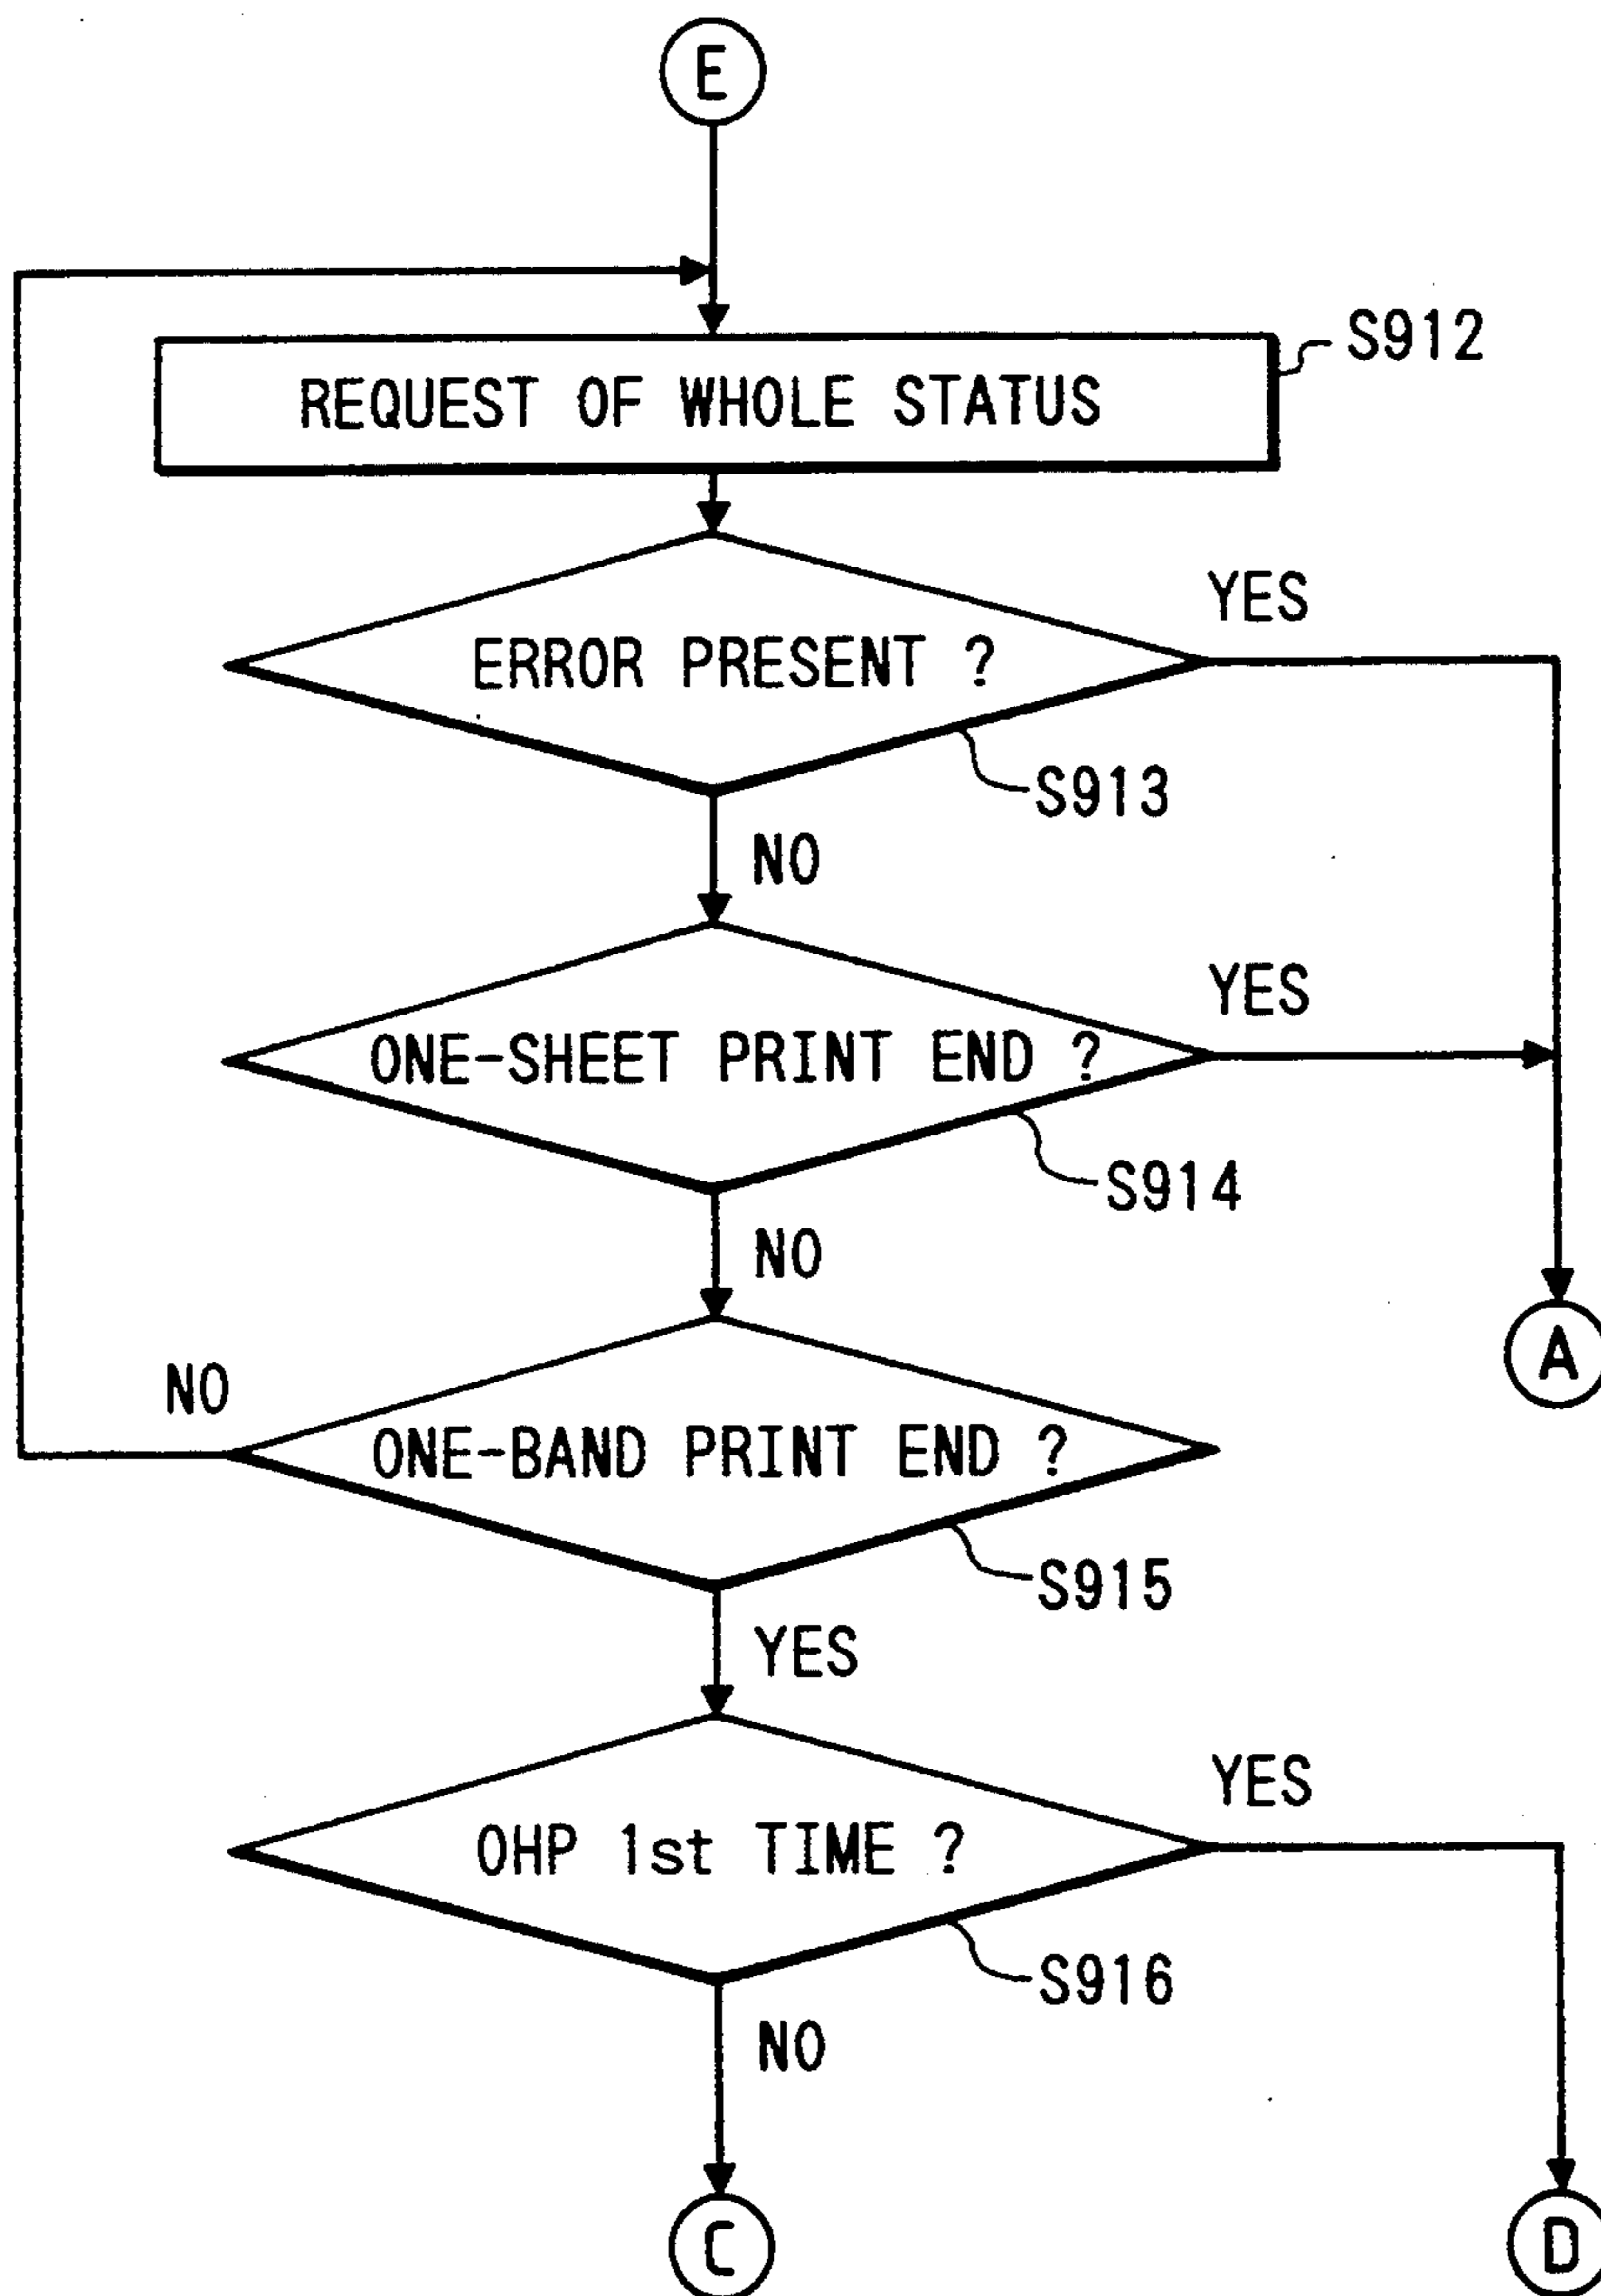 E
S912
REQUEST OF WHOLE STATUS
YES
ERROR PRESENT ?
S913
NO
YES
ONE-SHEET PRINT END ?
S914
NO
A
NO
ONE-BAND PRINT END ?
S915
YES
YES
OHP 1st TIME ?
S916
NO
C
D